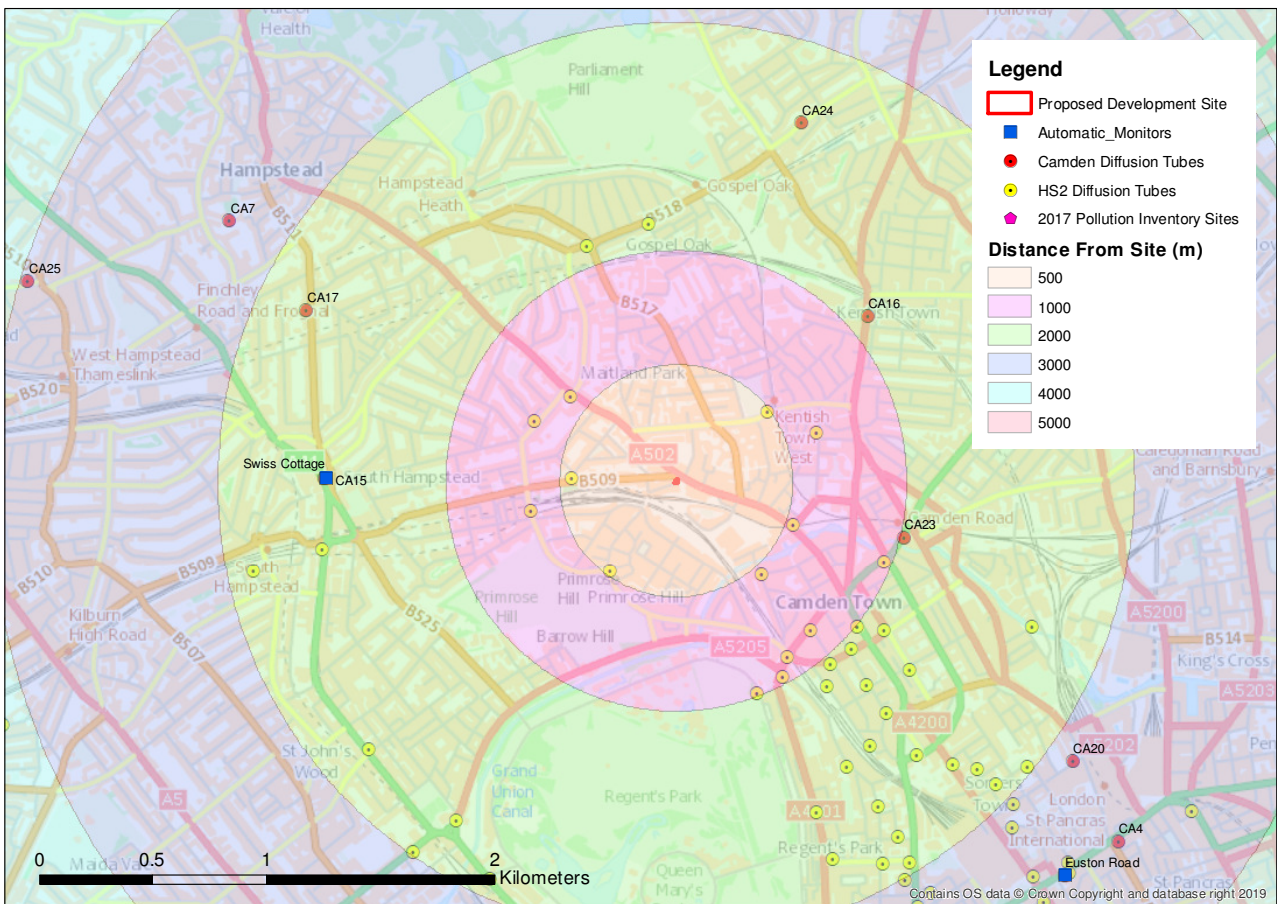 Health
Parliament
Hill
CA24
Hampstead
Hampstead
Heath
Gospel Oak
CA7
B511
B518
Gospel Oak
CA25
Finchley
Road and Frognal
CA17
B517
CA16
Kentish Town
West Hampstead
Thameslink
B520
Maitland Park
Kentish
Town
West
A502
Swiss Cottage
CA15
South Hampstead
B509
CA23
Camden Road
Caledonian Road
and Barnsbury
B509
South
Hampstead
B510
Primrose
Hill
Primrose Hill
Primrose
Hill
Camden Town
Kilburn
High Road
B525
Barrow Hill
A5205
A5200
B514
King's Cross
B507
A5203
A4200
St John's
Wood
CA20
A5202
Grand
Union
Canal
Regent's Park
Somers
Town
London
St Pancras
International
A5
A4201
CA4
Regent's Park
Maida Vale
Euston Road
Queen
Mary's
St Pancras
0
0.5
1
2
Kilometers
Contains OS data © Crown Copyright and database right 2019
Legend
Proposed Development Site
Automatic_Monitors
Camden Diffusion Tubes
HS2 Diffusion Tubes
2017 Pollution Inventory Sites
Distance From Site (m)
500
1000
2000
3000
4000
5000